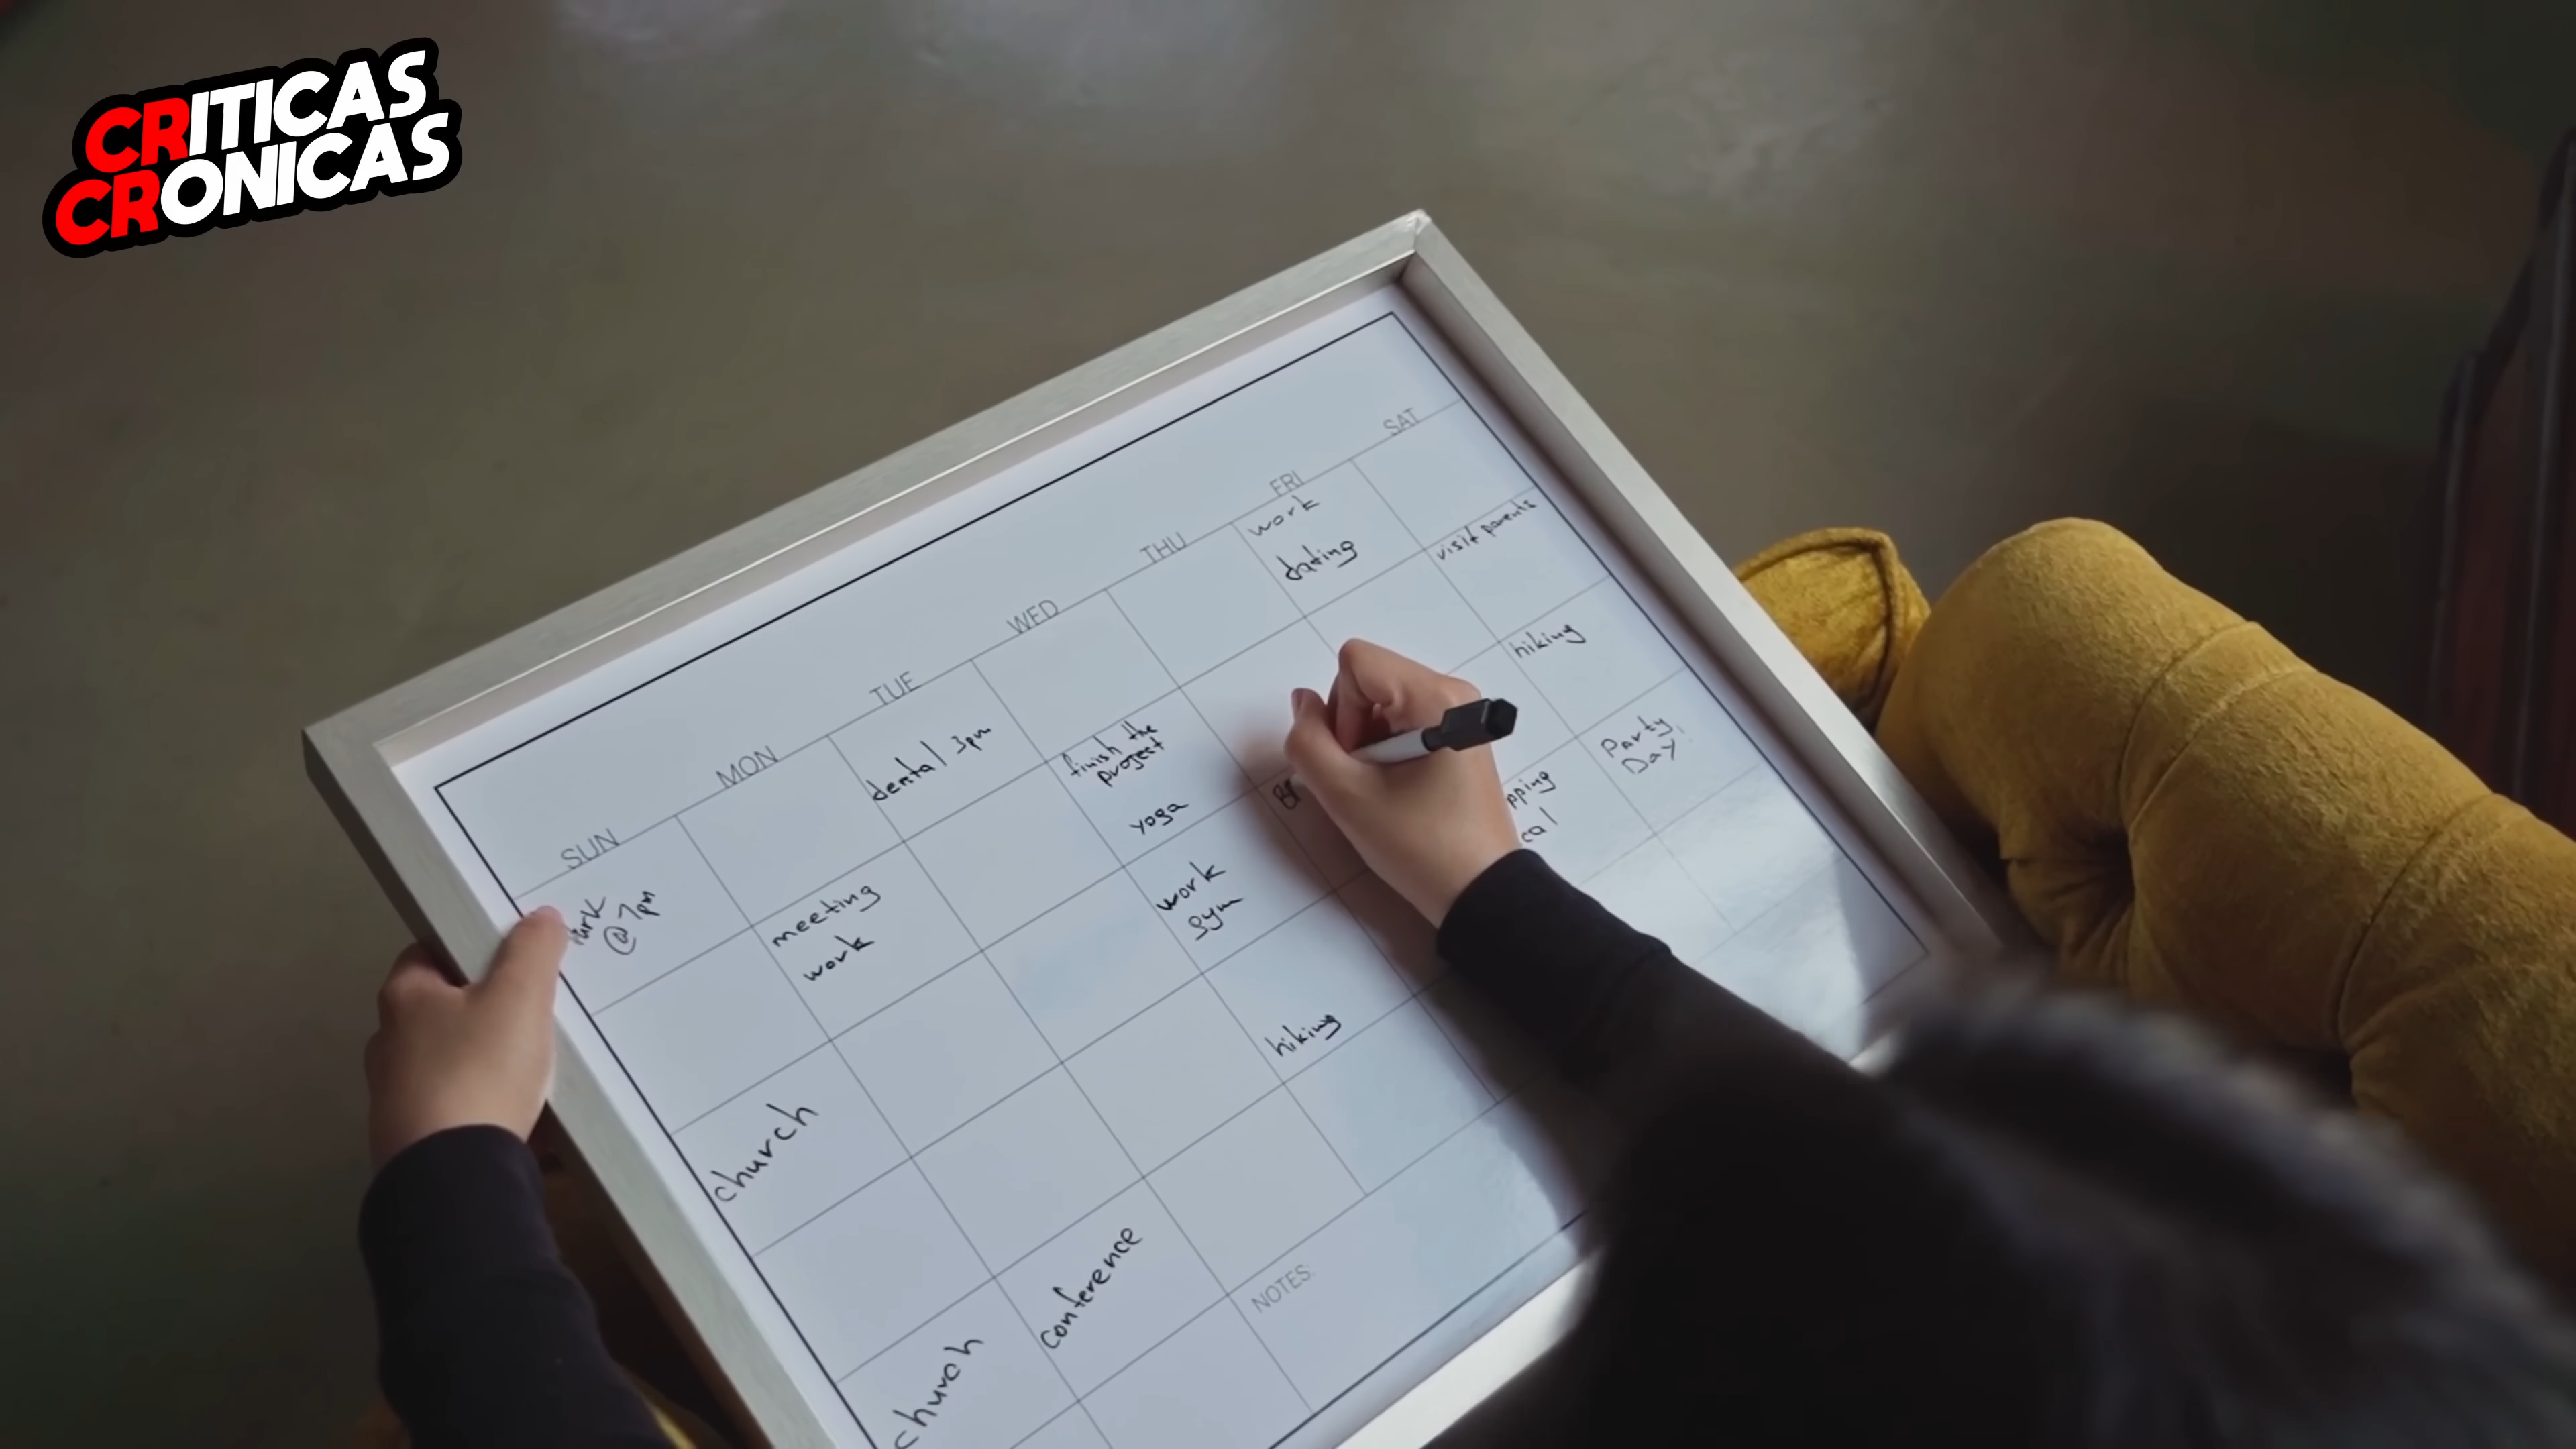 CRITICAS
CRONICAS
SUN
MON
TUE
WED
THU
FRI
SAT
@ 7pm
dental 3pm
work
dating
meeting
work
finish the
project
yoga
visit parents
church
work
gym
hiking
hiking
Party
Day
church
conference
NOTES: